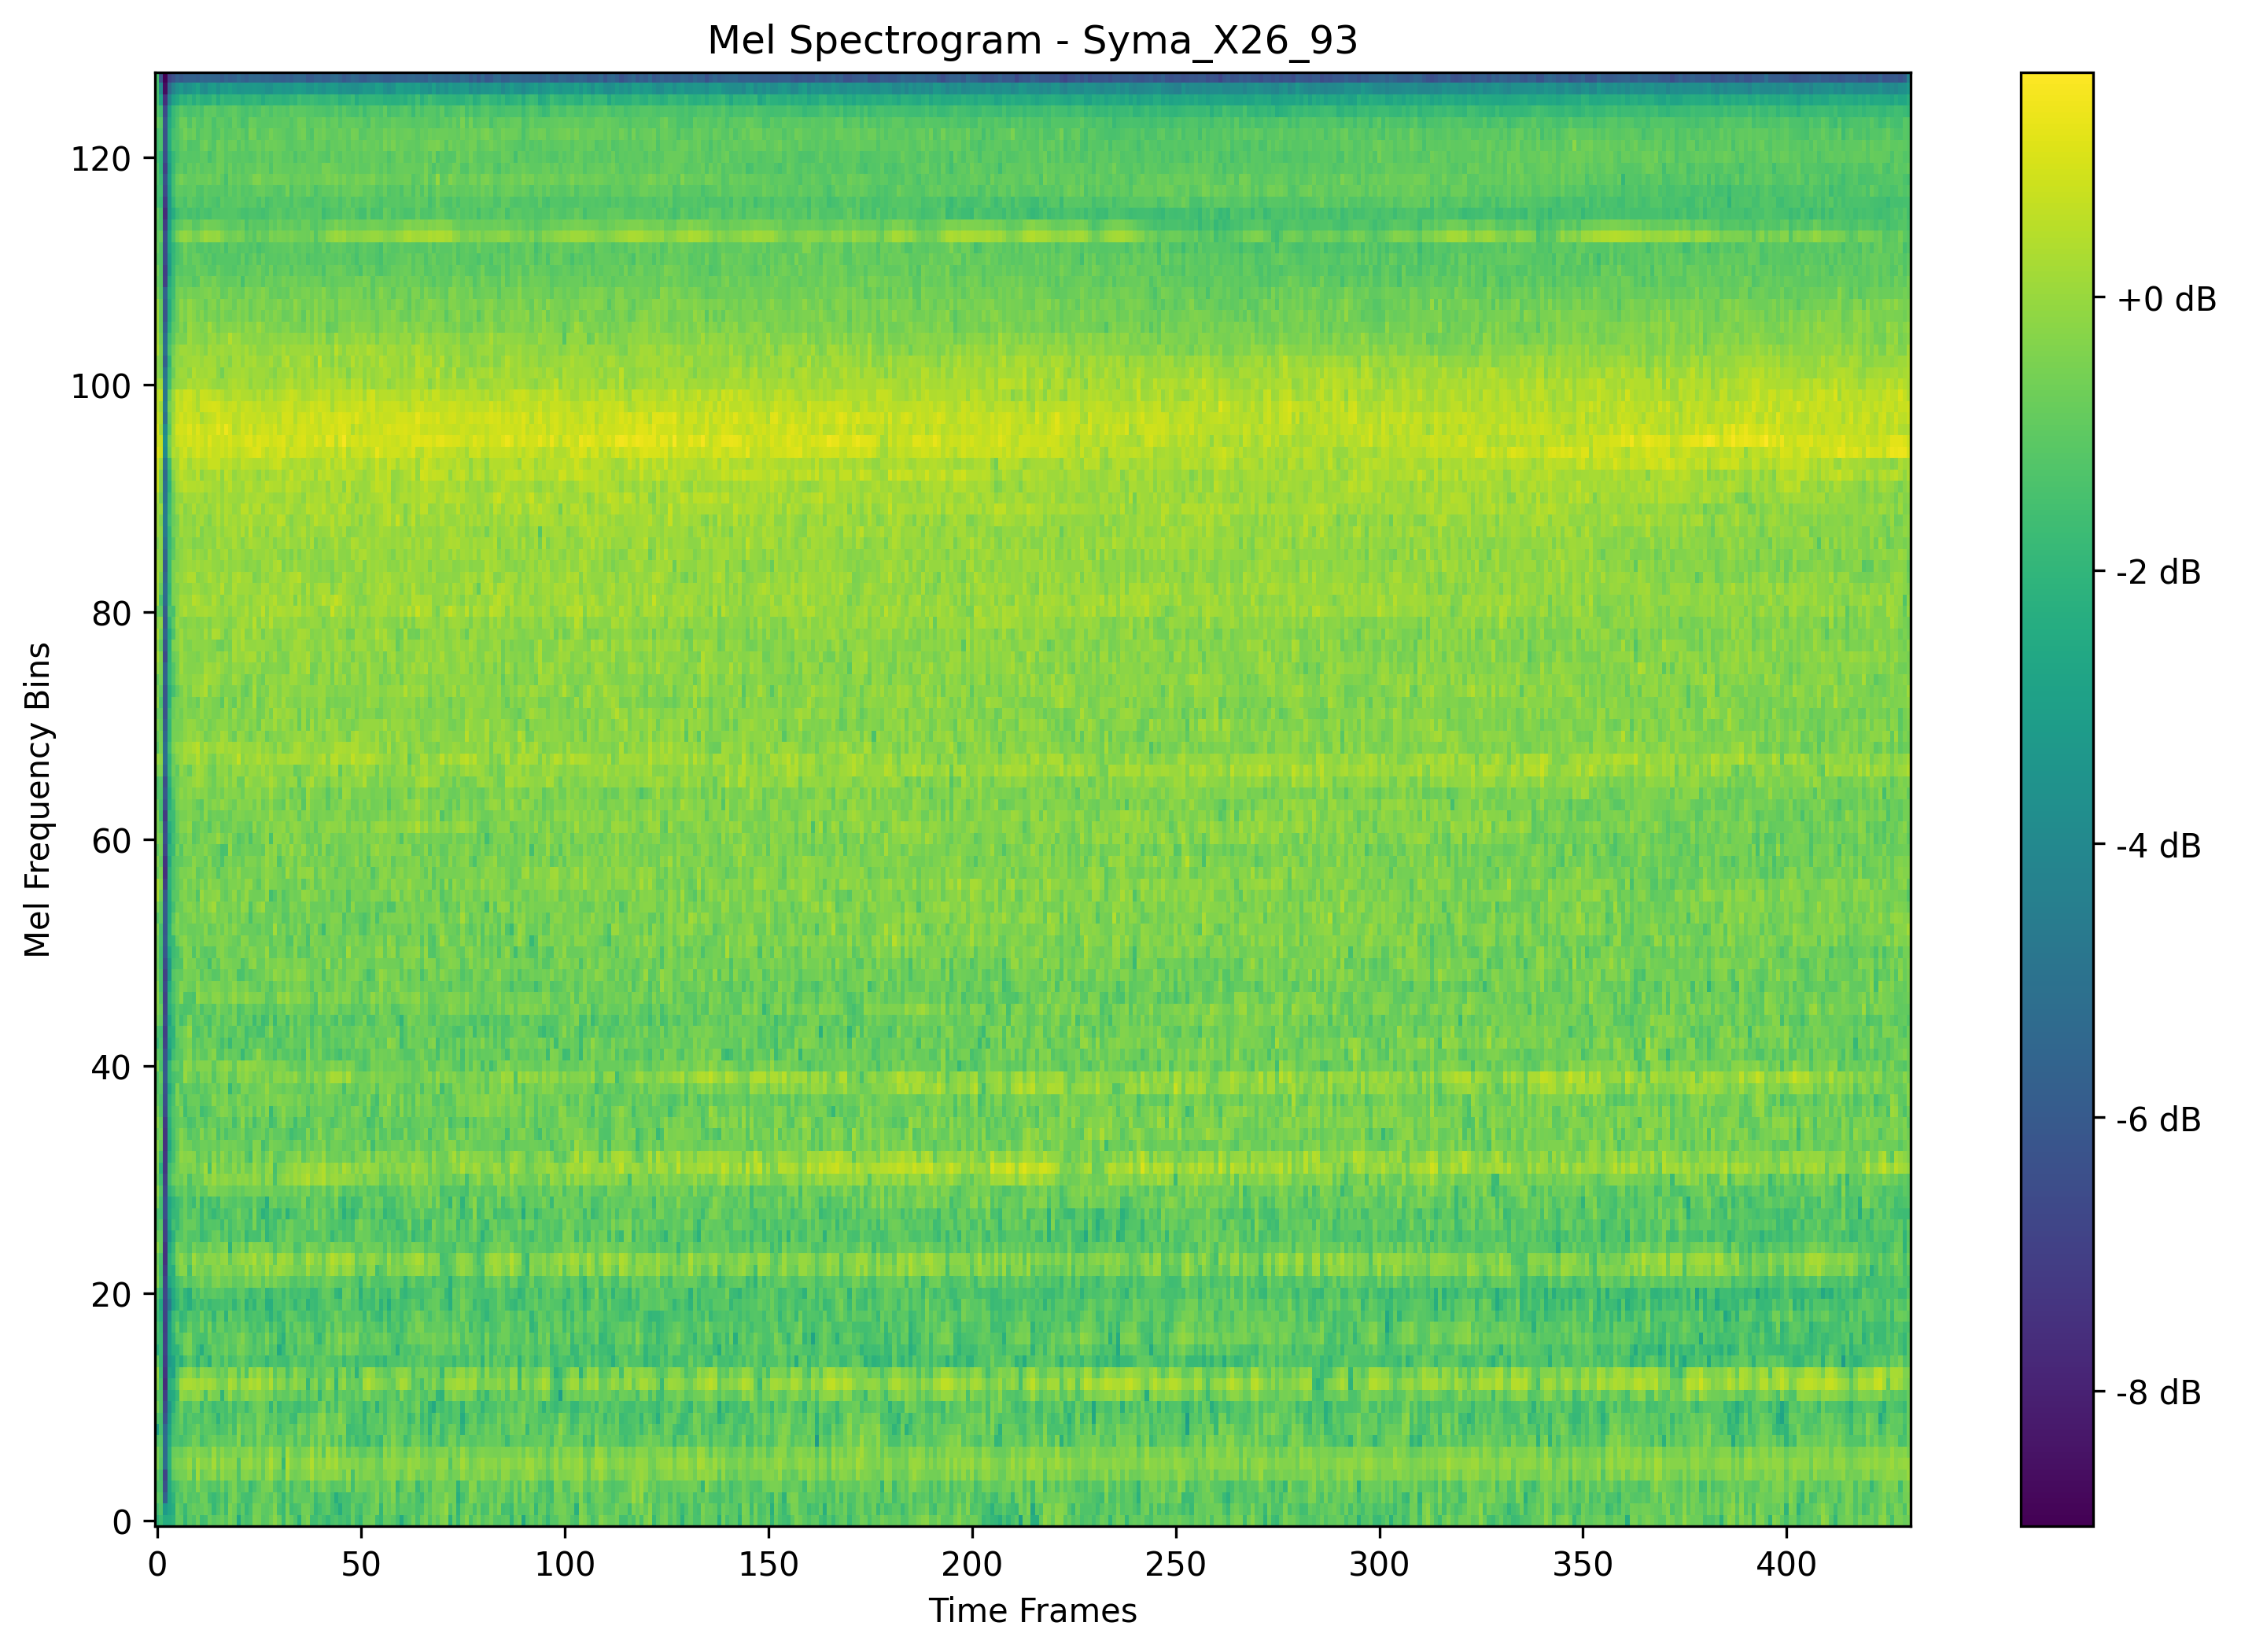 Mel Spectrogram - Syma_X26_93
Mel Frequency Bins
120
100
80
60
40
20
0
0 50 100 150 200 250 300 350 400
Time Frames
+0 dB
-2 dB
-4 dB
-6 dB
-8 dB